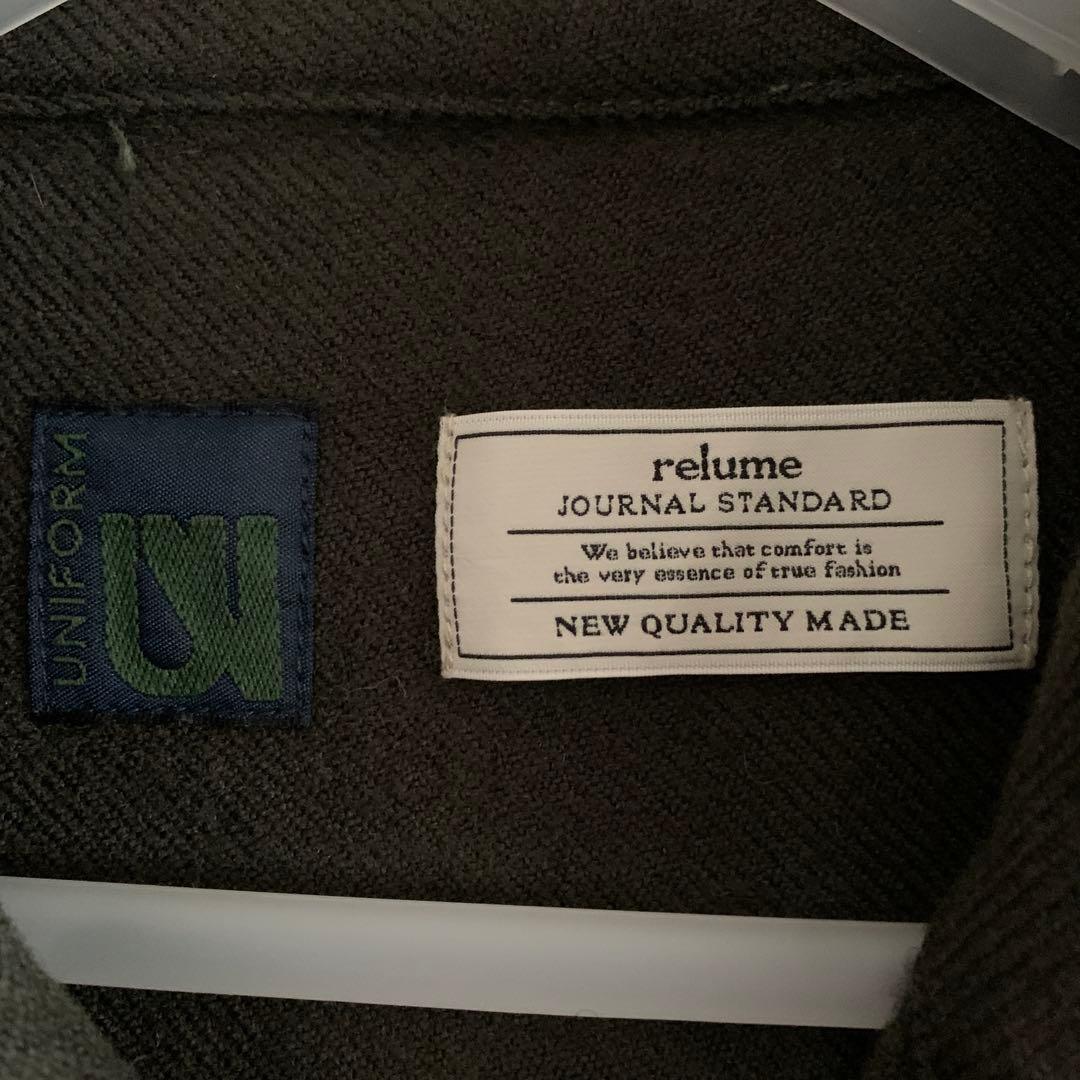 UNIFORM
relume
JOURNAL STANDARD
We believe that comfort is
the very essence of true fashion
NEW QUALITY MADE